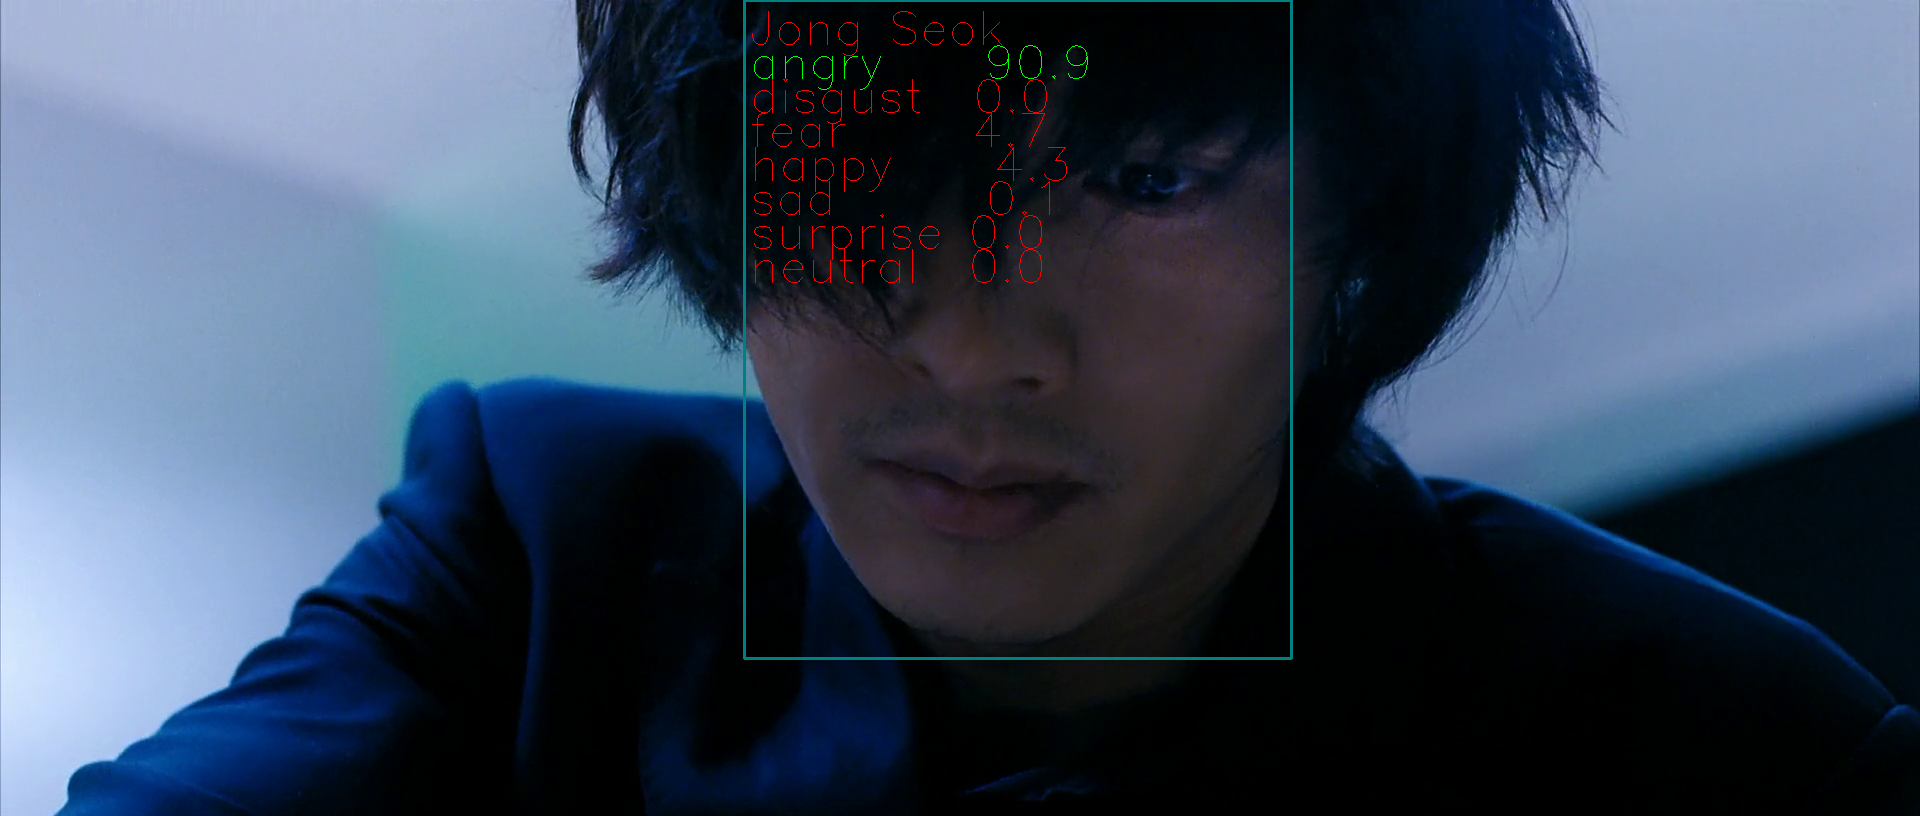 Jong Seok
angry 90.9
disgust 0.0
fear 4.7
happy 4.3
sad 0.1
surprise 0.0
neutral 0.0